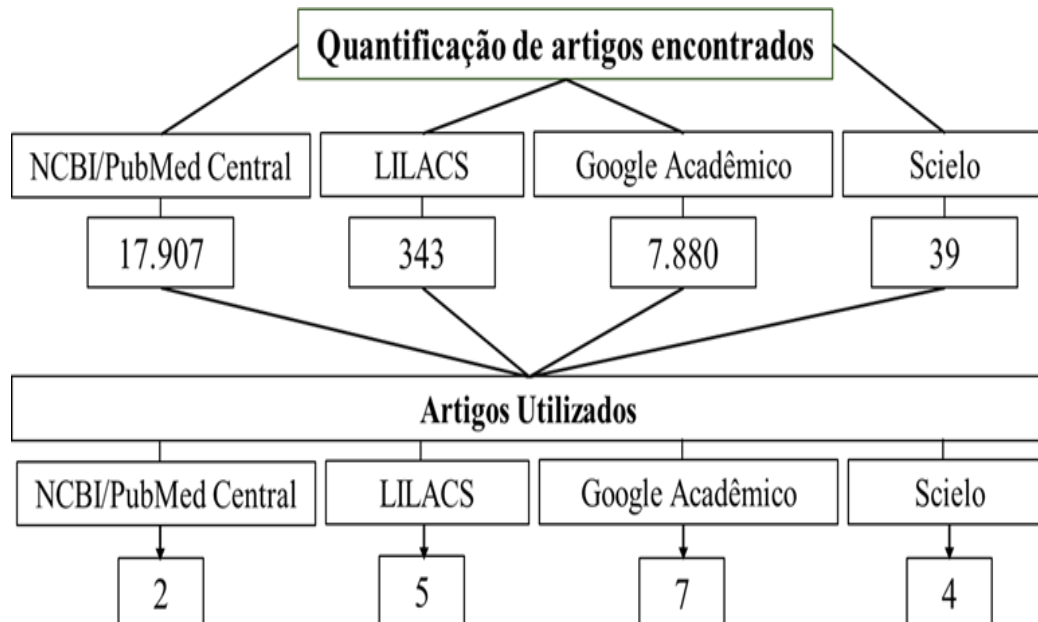 Quantificação de artigos encontrados
NCBI/PubMed Central
LILACS
Google Acadêmico
Scielo
17.907
343
7.880
39
Artigos Utilizados
NCBI/PubMed Central
LILACS
Google Acadêmico
Scielo
2
5
7
4